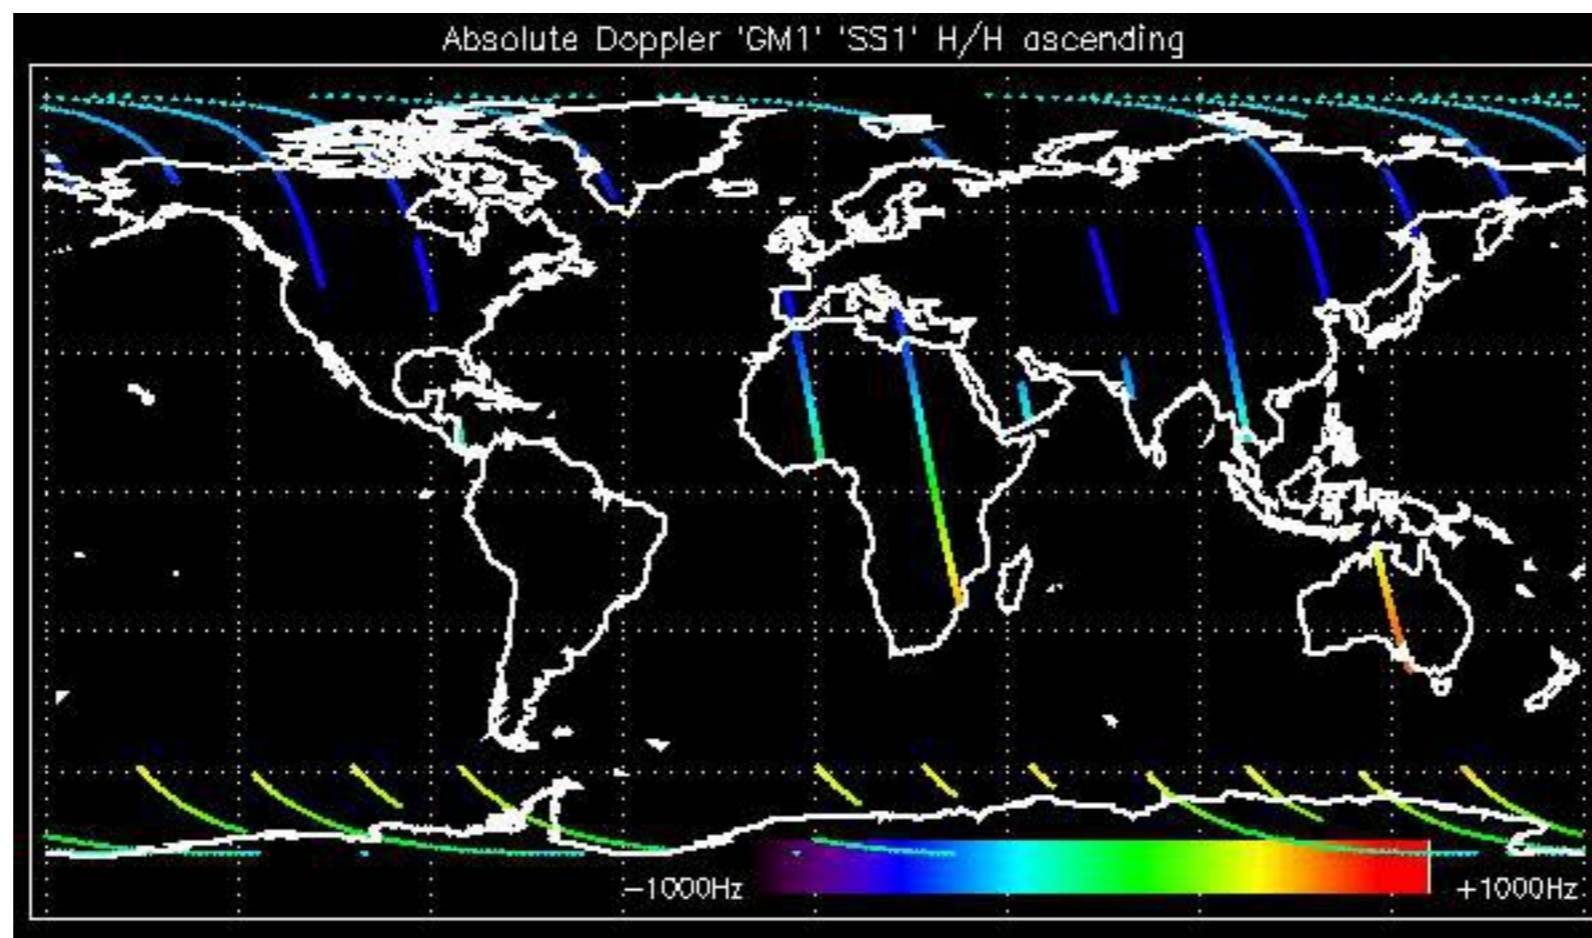 Absolute Doppler 'GM1' 'SS1' H/H ascending
−1000Hz
+1000Hz